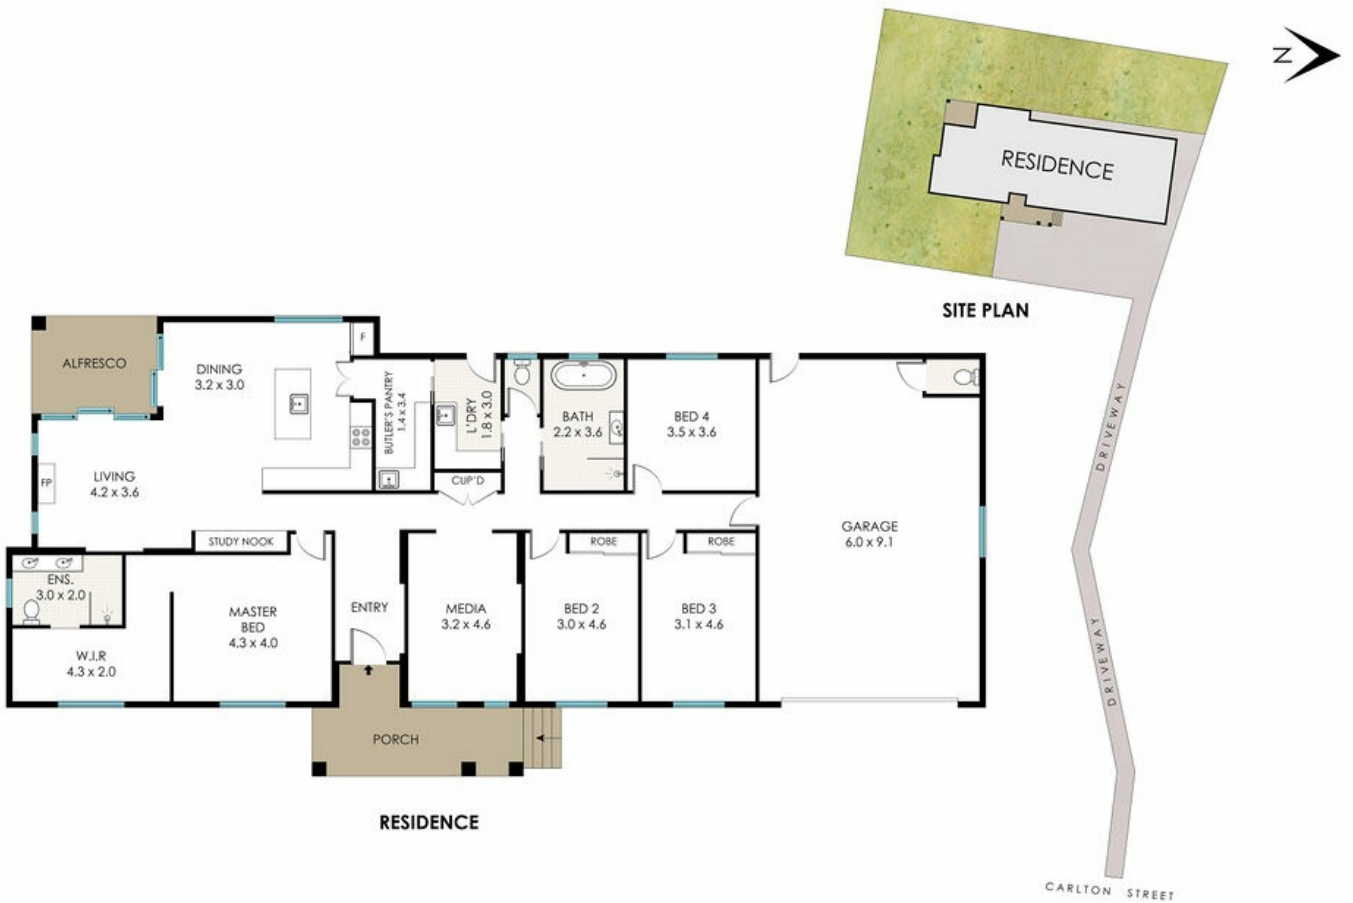 N
RESIDENCE
SITE PLAN
ALFRESCO
DINING
3.2 x 3.0
F
BUTLER'S PANTRY
1.4 x 3.4
L'DRY
1.8 x 3.0
BATH
2.2 x 3.6
BED 4
3.5 x 3.6
FP
LIVING
4.2 x 3.6
CUP'D
GARAGE
6.0 x 9.1
STUDY NOOK
ROBE
ROBE
ENS.
3.0 x 2.0
MASTER
BED
4.3 x 4.0
ENTRY
MEDIA
3.2 x 4.6
BED 2
3.0 x 4.6
BED 3
3.1 x 4.6
W.I.R
4.3 x 2.0
PORCH
RESIDENCE
DRIVEWAY
DRIVEWAY
CARLTON STREET